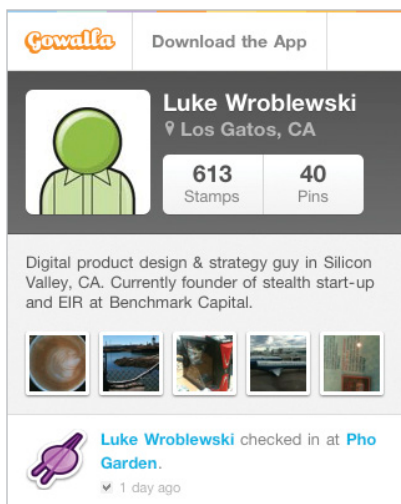 Gowalla
Download the App
Luke Wroblewski
Los Gatos, CA
613
Stamps
40
Pins
Digital product design & strategy guy in Silicon
Valley, CA. Currently founder of stealth start-up
and EIR at Benchmark Capital.
Luke Wroblewski checked in at Pho
Garden.
1 day ago